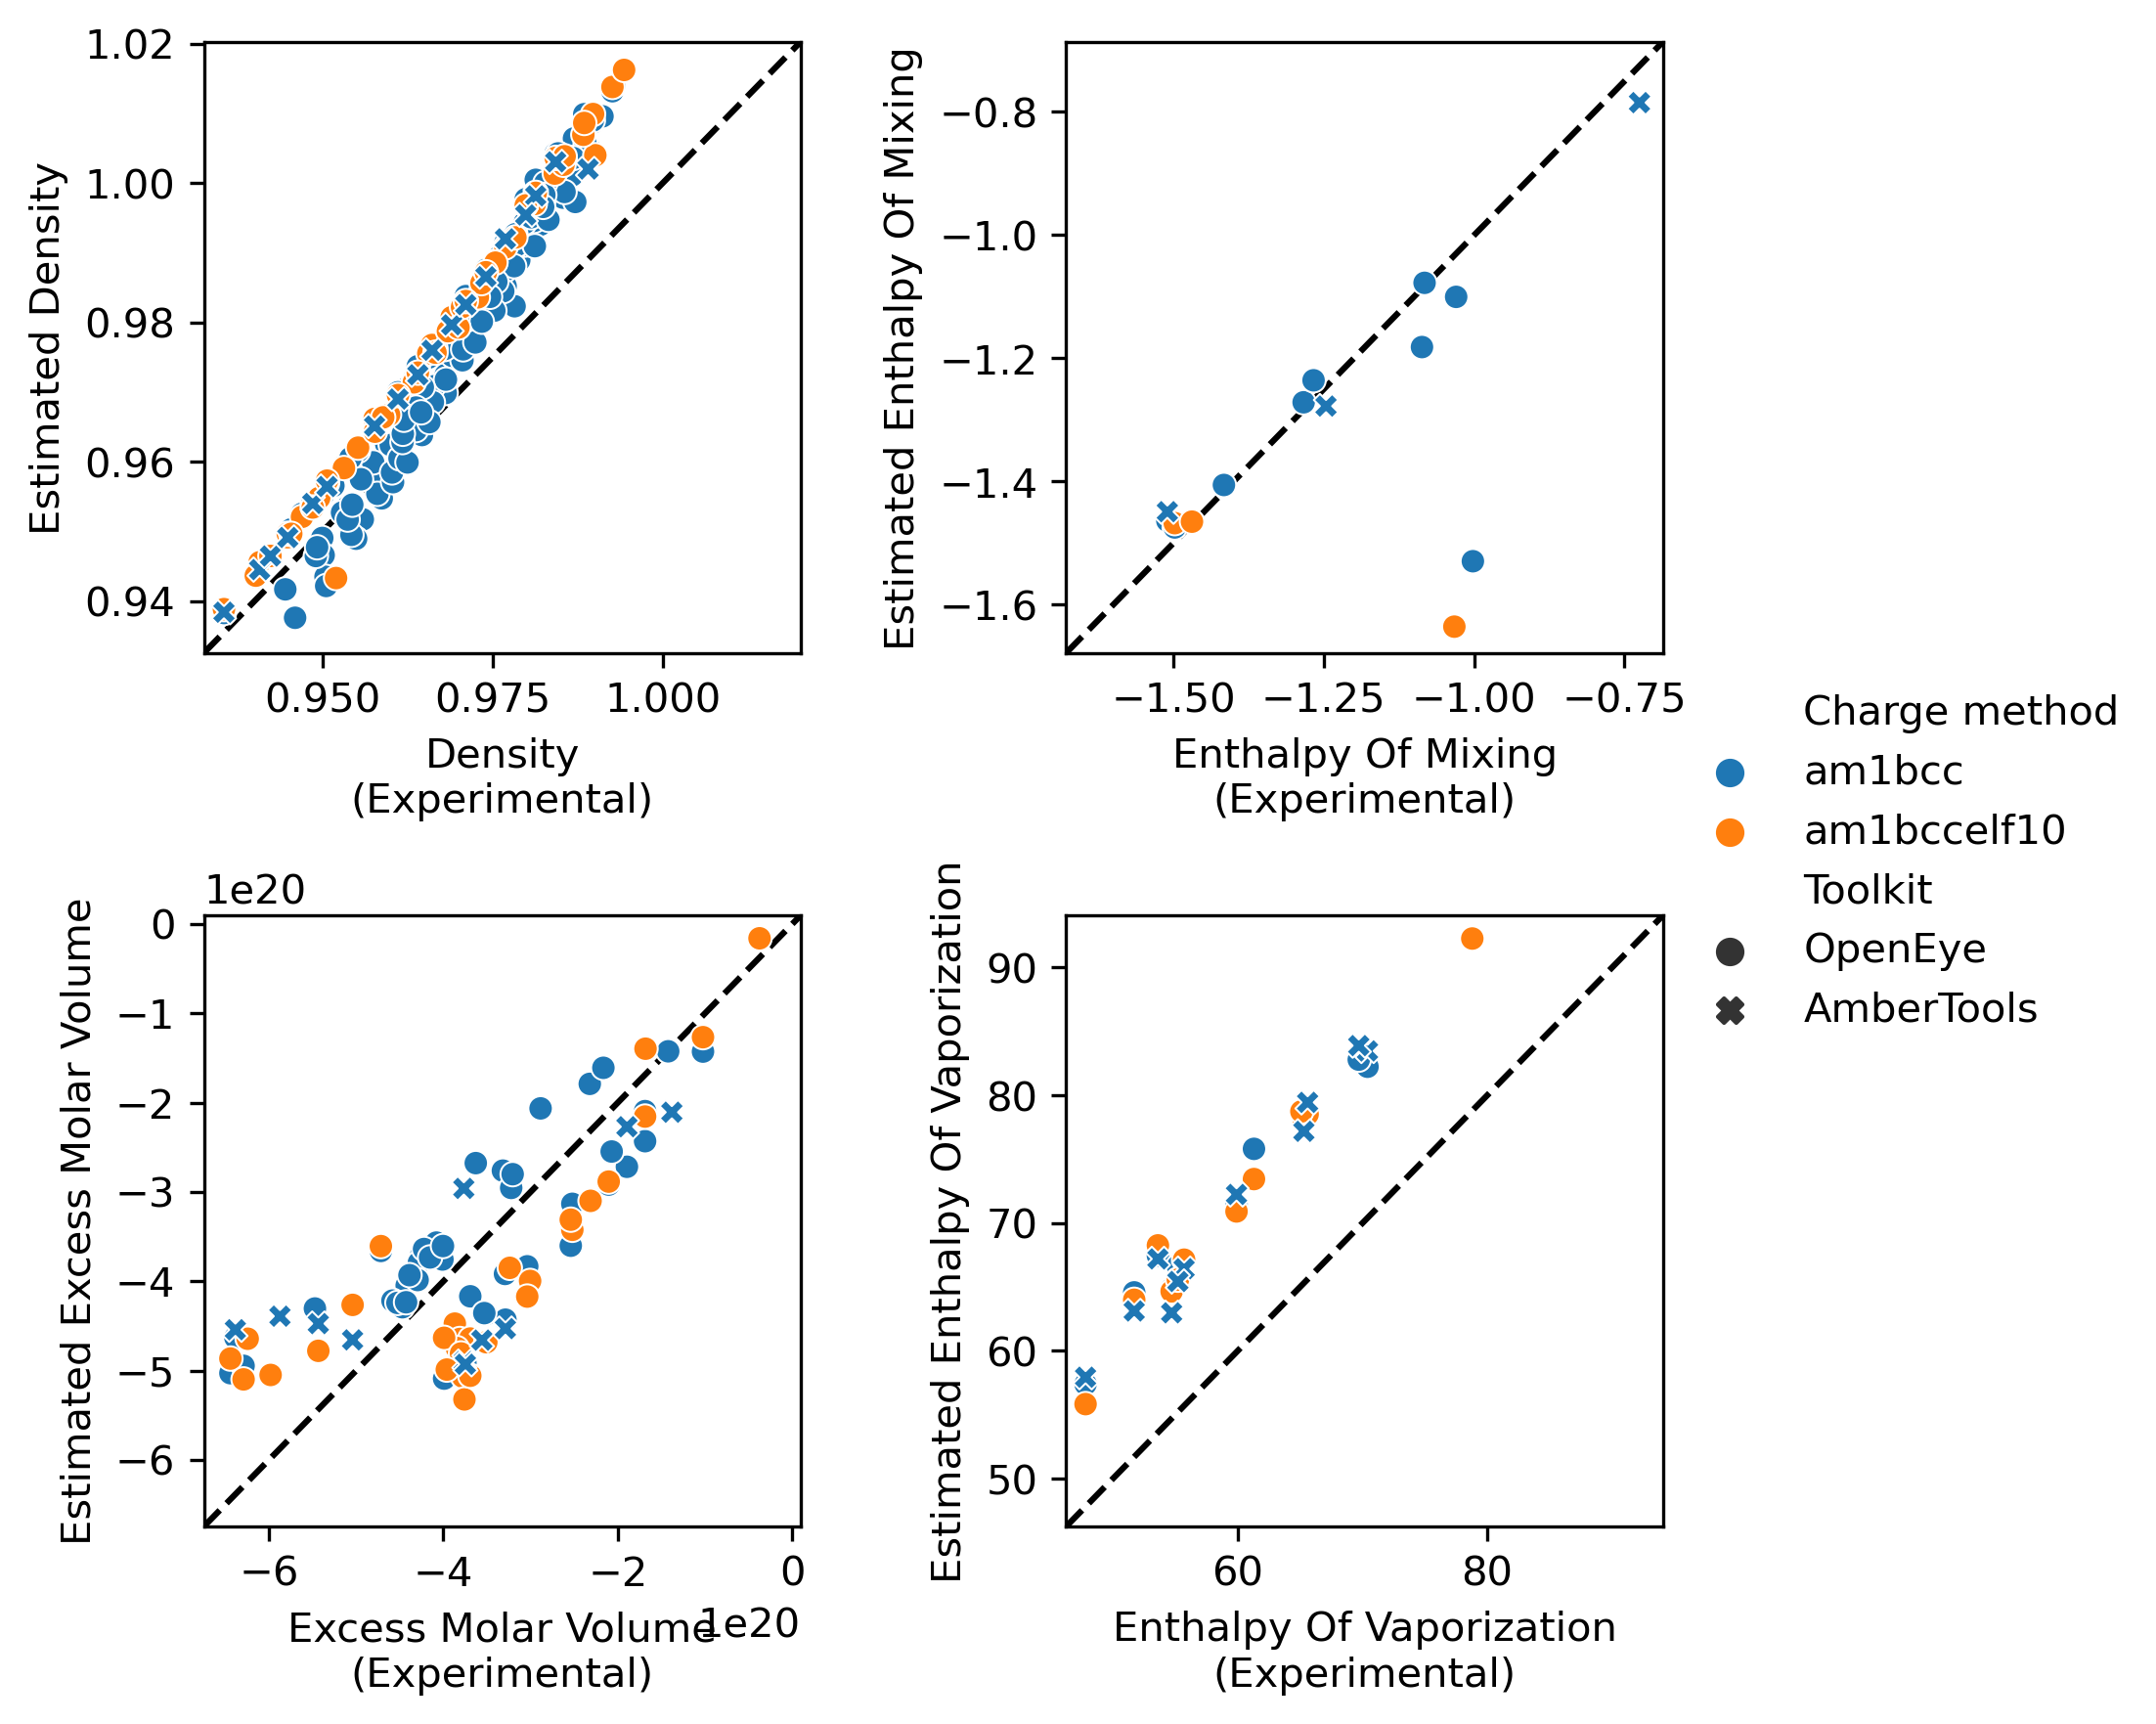 1.02
1.00
0.98
0.96
0.94
Estimated Density
0.950
0.975
1.000
Density
(Experimental)
−0.8
−1.0
−1.2
−1.4
−1.6
Estimated Enthalpy Of Mixing
−1.50
−1.25
−1.00
−0.75
Enthalpy Of Mixing
(Experimental)
Charge method
am1bcc
am1bccelf10
Toolkit
OpenEye
AmberTools
1e20
0
−1
−2
−3
−4
−5
−6
Estimated Excess Molar Volume
−6
−4
−2
0
1e20
Excess Molar Volume
(Experimental)
90
80
70
60
50
Estimated Enthalpy Of Vaporization
60
80
Enthalpy Of Vaporization
(Experimental)